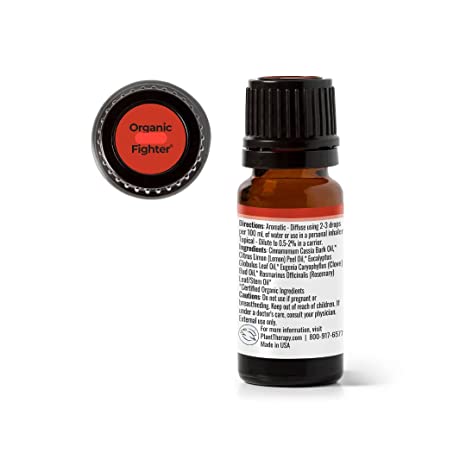 Organic
Fighter®
Directions: Aromatic - Diffuse using 2-3 drops
per 100 mL of water or use in a personal inhaler.
Topical - Dilute to 0.5-2% in a carrier.
Ingredients: Cinnamomum Cassia Bark Oil,*
Citrus Limon (Lemon) Peel Oil,* Eucalyptus
Globulus Leaf Oil,* Eugenia Caryophyllus (Clove)
Bud Oil,* Rosmarinus Officinalis (Rosemary)
Leaf/Stem Oil*
*Certified Organic Ingredients
Cautions: Do not use if pregnant or
breastfeeding. Keep out of reach of children. If
under a doctor's care, consult your physician.
External use only.
For more information, visit
PlantTherapy.com | 800-917-6577
Made in USA